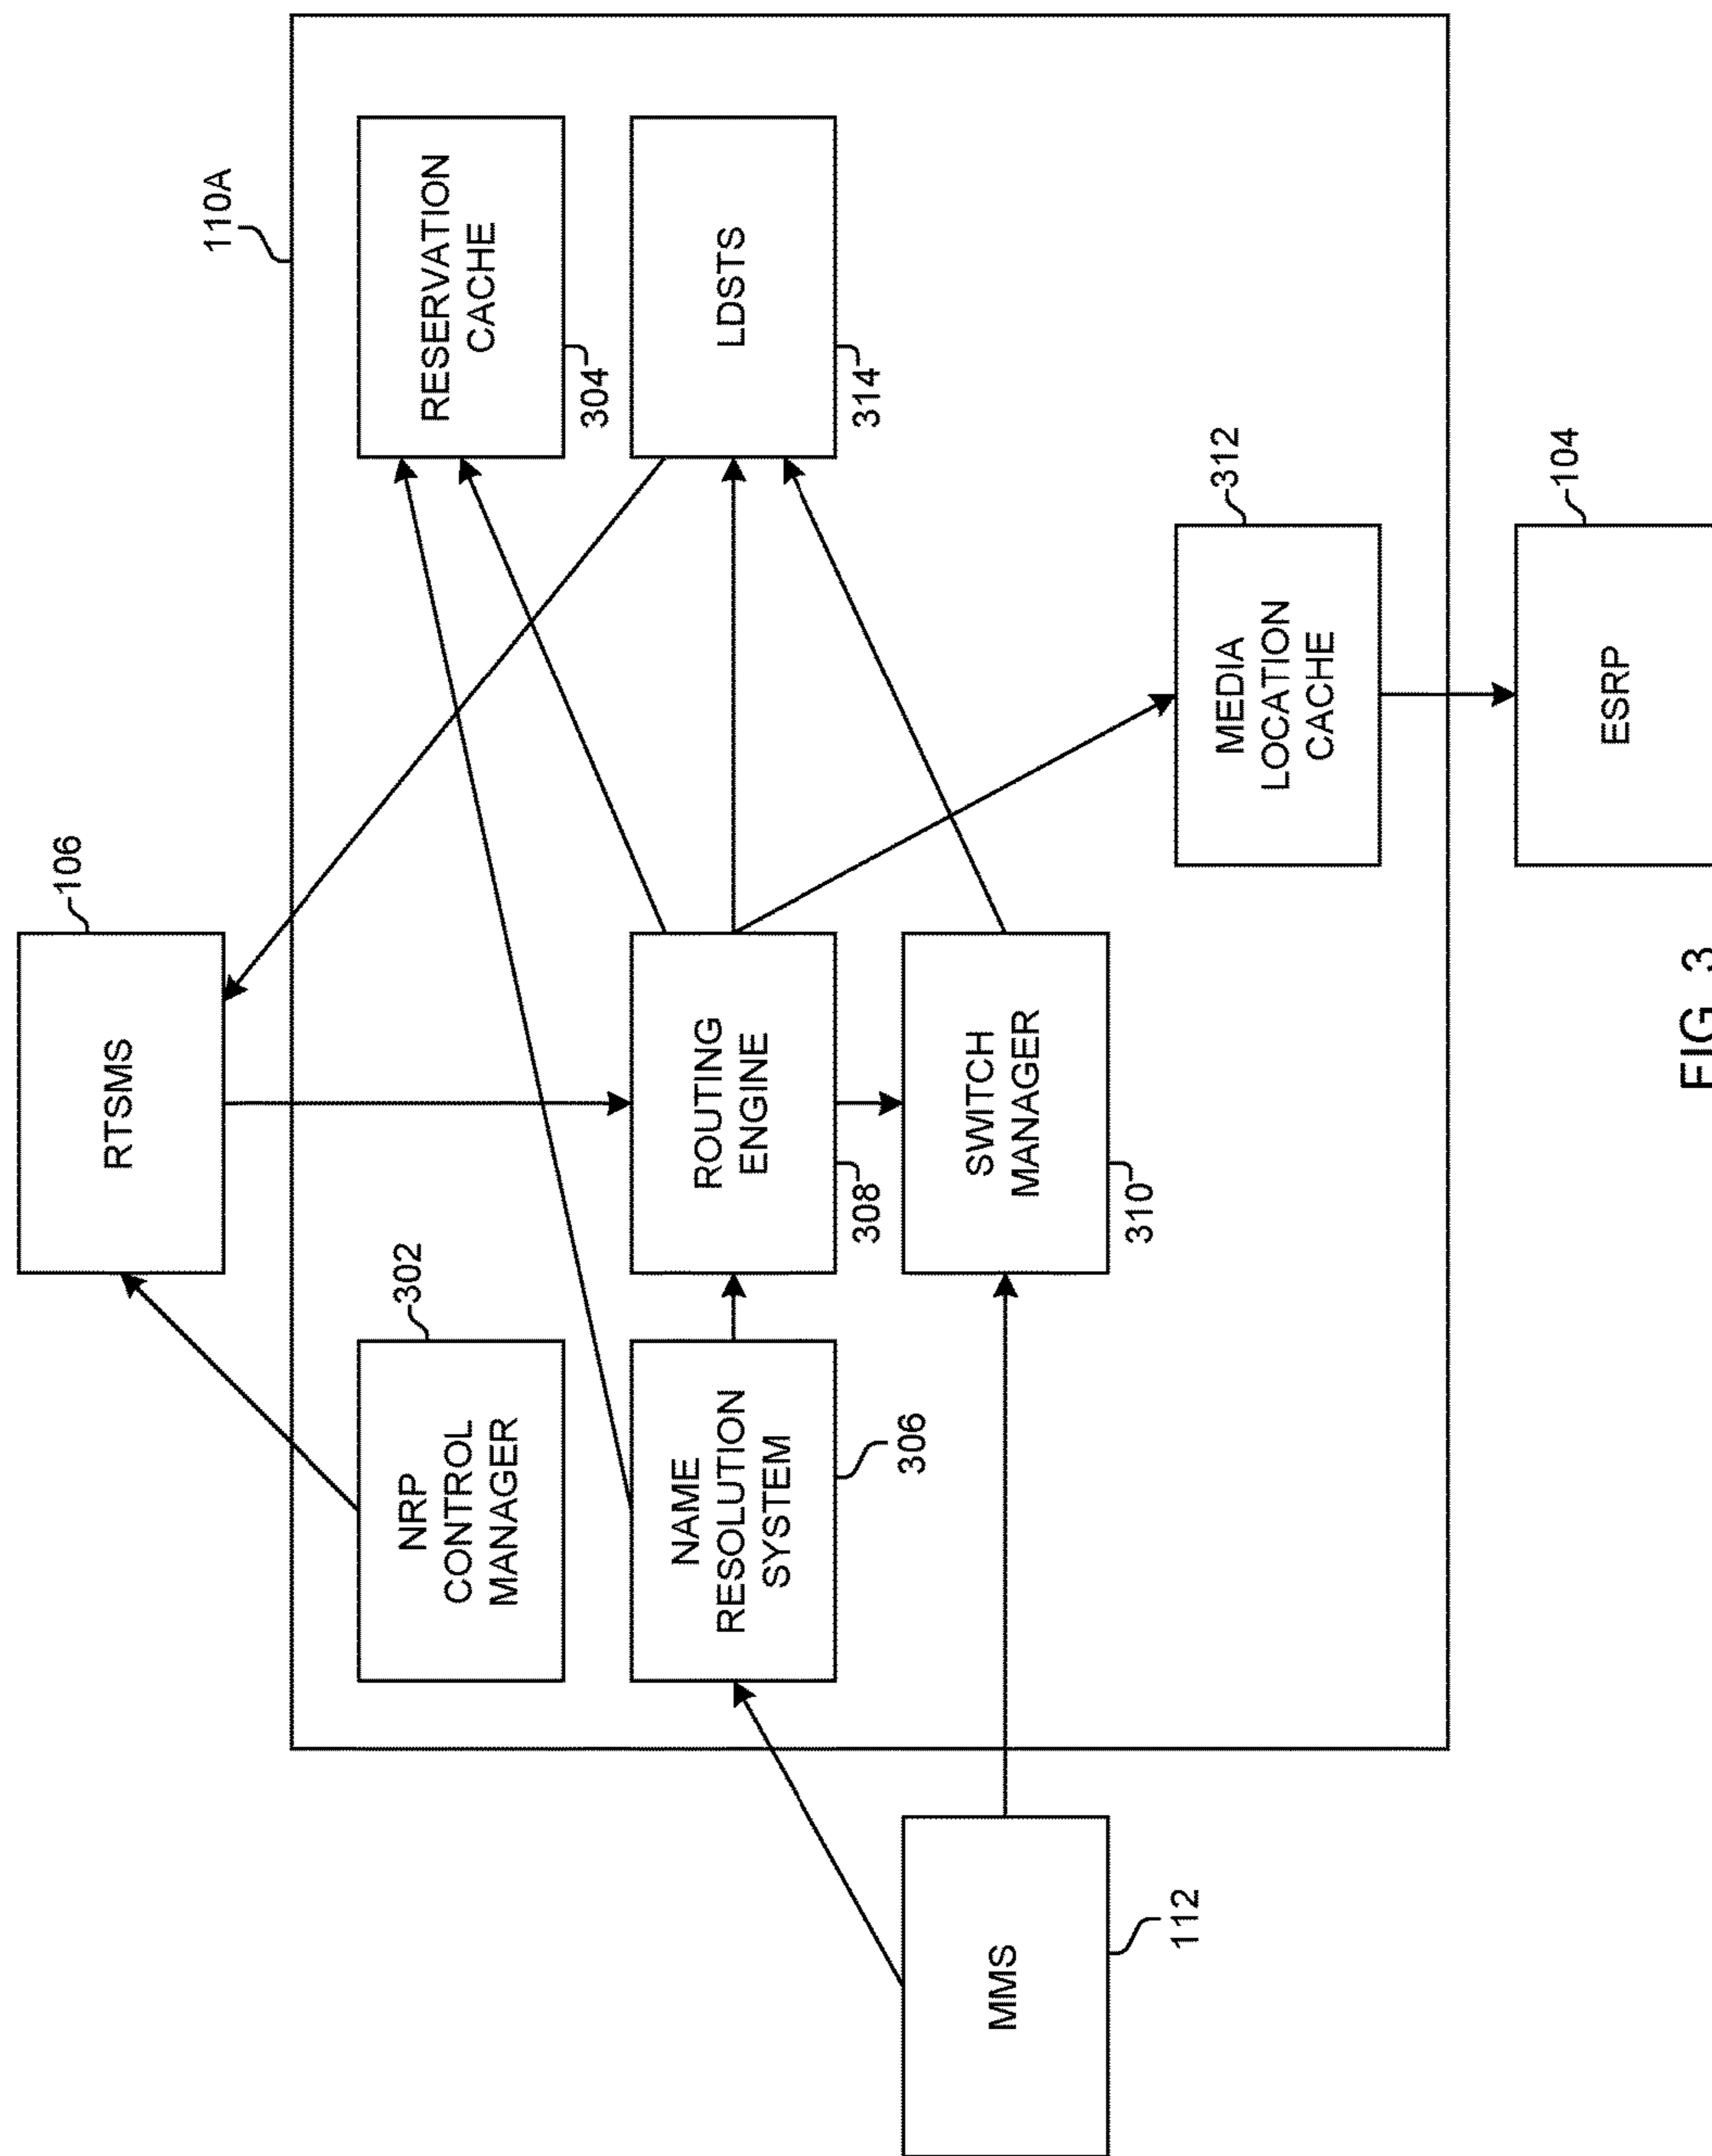 106
RTSMS
110A
302
NRP
CONTROL
MANAGER
RESERVATION
CACHE
304
NAME
RESOLUTION
SYSTEM
306
ROUTING
ENGINE
308
LDSTS
314
MMS
112
SWITCH
MANAGER
310
312
MEDIA
LOCATION
CACHE
104
ESRP
FIG 3